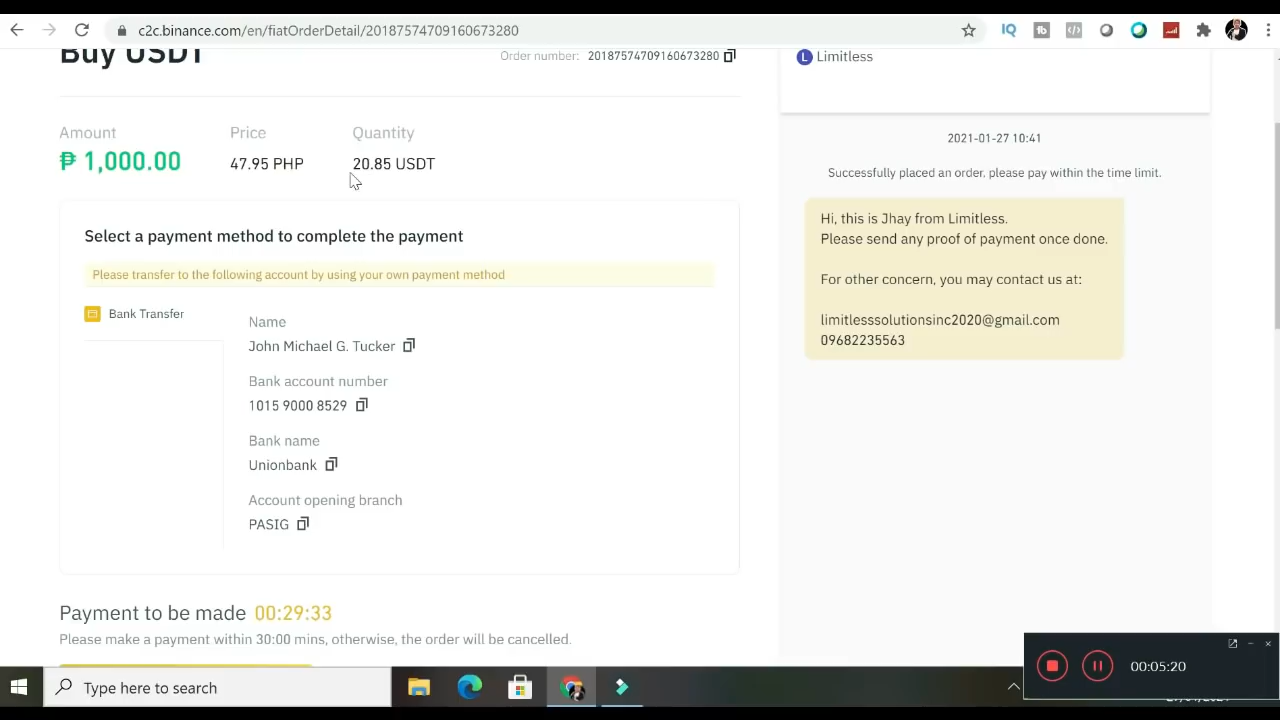 c2c.binance.com/en/fiatOrderDetail/20187574709160673280
Buy USDT
Order number: 20187574709160673280
L Limitless
Amount
Price
Quantity
₱ 1,000.00
47.95 PHP
20.85 USDT
2021-01-27 10:41
Successfully placed an order, please pay within the time limit.
Hi, this is Jhay from Limitless.
Please send any proof of payment once done.
For other concern, you may contact us at:
limitlesssolutionsinc2020@gmail.com
09682235563
Select a payment method to complete the payment
Please transfer to the following account by using your own payment method
Bank Transfer
Name
John Michael G. Tucker
Bank account number
1015 9000 8529
Bank name
Unionbank
Account opening branch
PASIG
Payment to be made 00:29:33
Please make a payment within 30:00 mins, otherwise, the order will be cancelled.
00:05:20
Type here to search